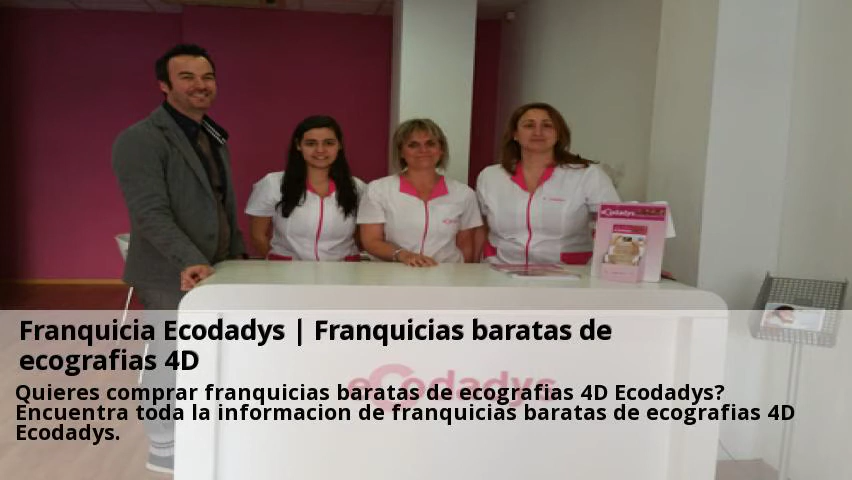 ecodadys
Franquicia Ecodadys | Franquicias baratas de
ecografias 4D
ecodadys
Quieres comprar franquicias baratas de ecografias 4D Ecodadys?
Encuentra toda la informacion de franquicias baratas de ecografias 4D
Ecodadys.